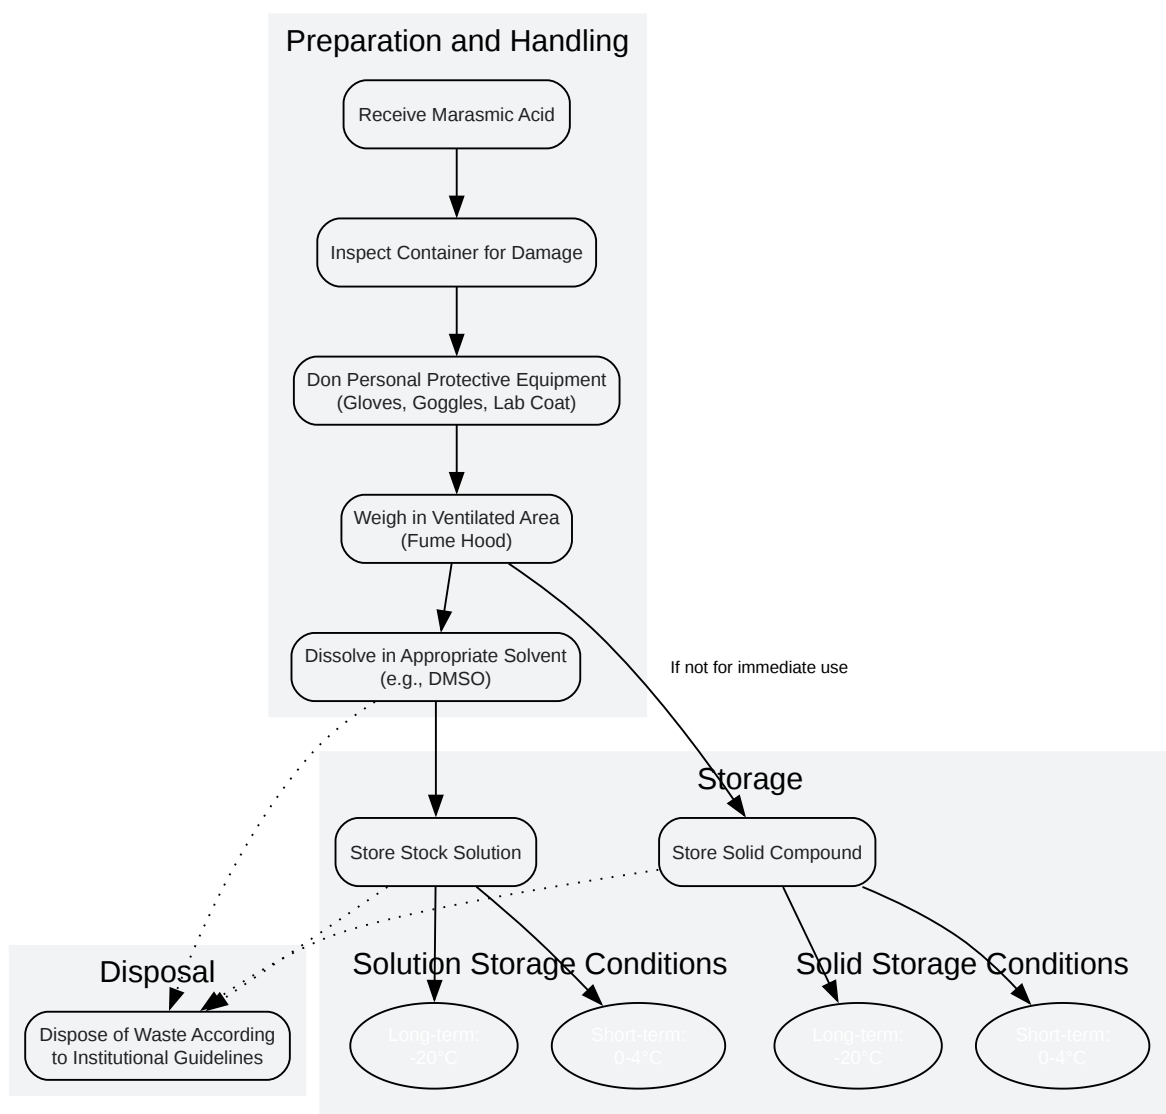 Preparation and Handling
Receive Marasmic Acid
Inspect Container for Damage
Don Personal Protective Equipment
(Gloves, Goggles, Lab Coat)
Weigh in Ventilated Area
(Fume Hood)
Dissolve in Appropriate Solvent
(e.g., DMSO)
If not for immediate use
Storage
Store Stock Solution
Store Solid Compound
Solution Storage Conditions
Solid Storage Conditions
Disposal
Dispose of Waste According
to Institutional Guidelines
Long-term:
-20°C
Short-term:
0-4°C
Long-term:
-20°C
Short-term:
0-4°C